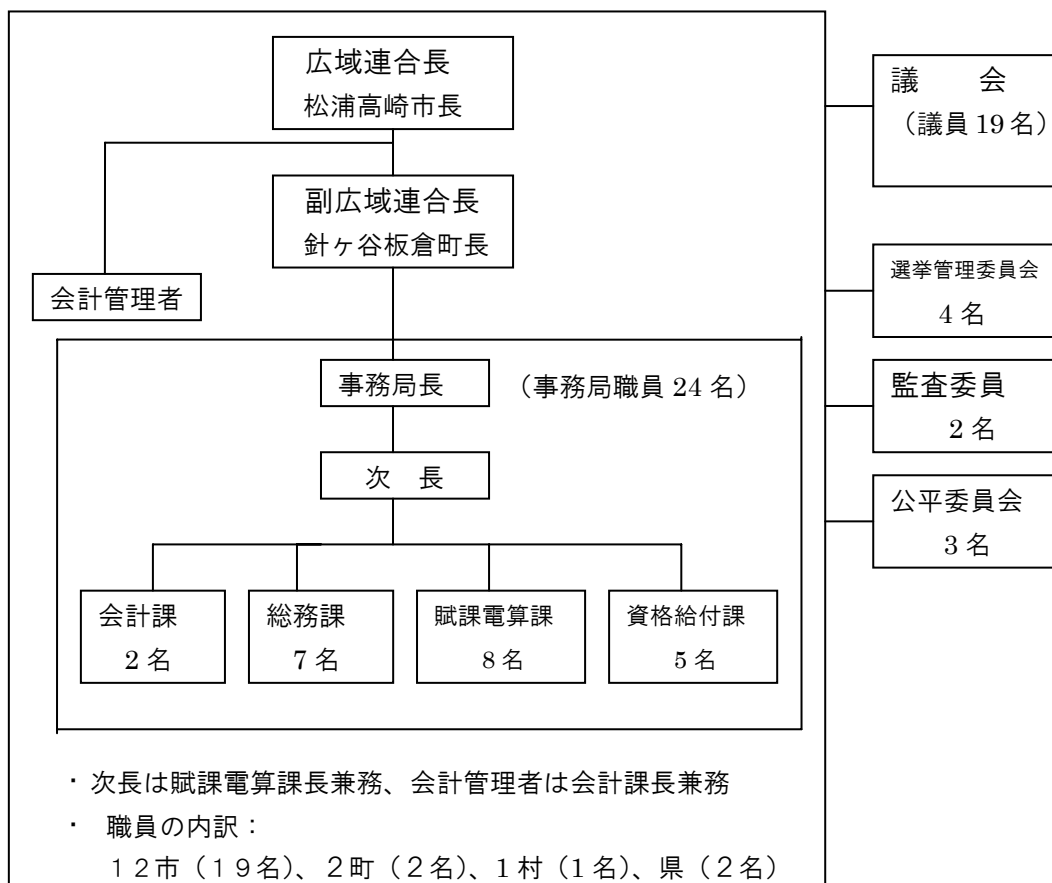 広域連合長
松浦高崎市長
副広域連合長
針ヶ谷板倉町長
会計管理者
事務局長
（事務局職員 24 名）
次　長
会計課
2 名
総務課
7 名
賦課電算課
8 名
資格給付課
5 名
・次長は賦課電算課長兼務、会計管理者は会計課長兼務
・　職員の内訳：
１２市（１９名）、２町（２名）、1 村（1 名）、県（２名）
議　　会
（議員 19 名）
選挙管理委員会
4 名
監査委員
2 名
公平委員会
3 名